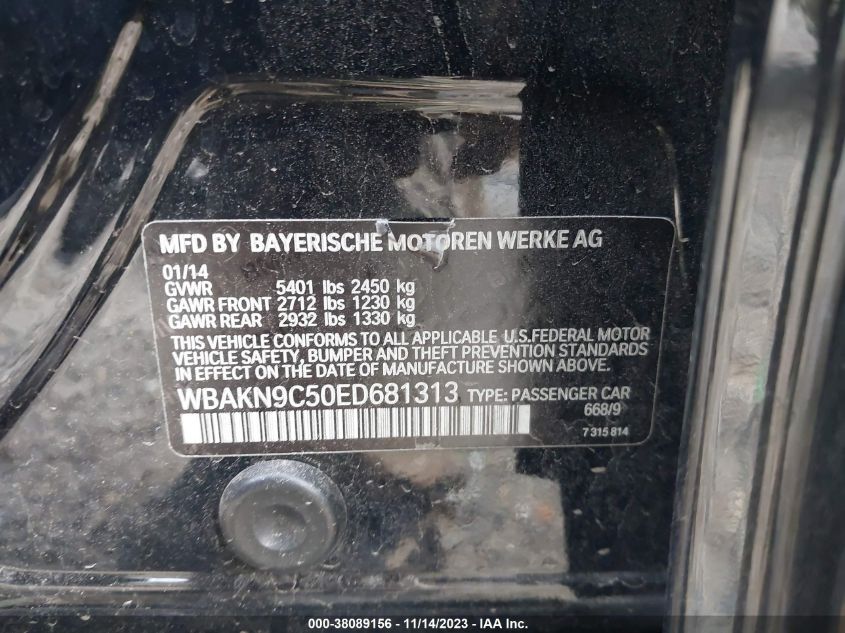 MFD BY BAYERISCHE MOTOREN WERKE AG
01/14
GVWR 5401 lbs 2450 kg
GAWR FRONT 2712 lbs 1230 kg
GAWR REAR 2932 lbs 1330 kg
THIS VEHICLE CONFORMS TO ALL APPLICABLE U.S.FEDERAL MOTOR
VEHICLE SAFETY, BUMPER AND THEFT PREVENTION STANDARDS
IN EFFECT ON THE DATE OF MANUFACTURE SHOWN ABOVE.
WBAKN9C50ED681313 TYPE: PASSENGER CAR
668/9
7 315 814
000-38089156 - 11/14/2023 - IAA Inc.